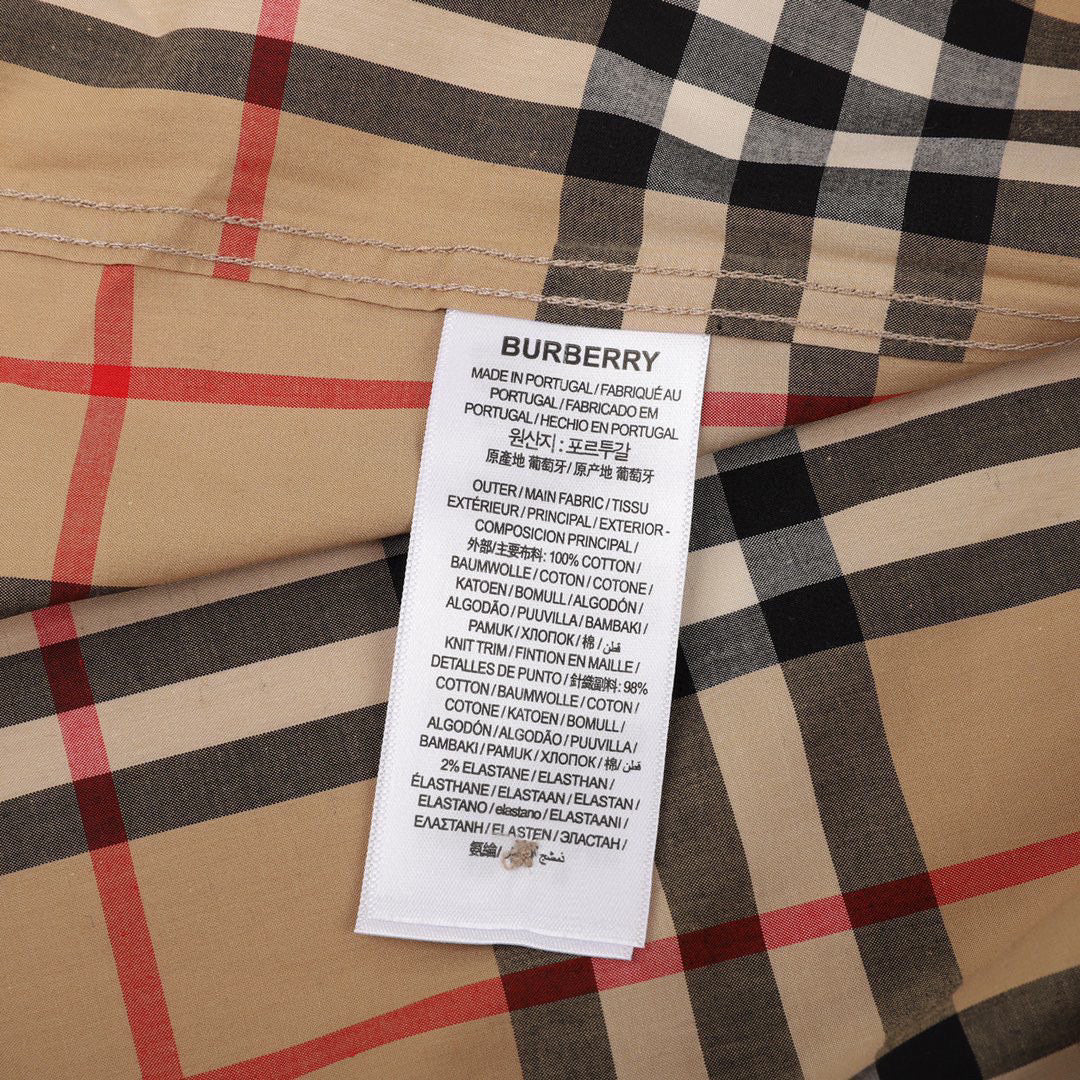 BURBERRY
MADE IN PORTUGAL / FABRIQUÉ AU
PORTUGAL / FABRICADO EM
PORTUGAL / HECHIO EN PORTUGAL
원산지 : 포르투갈
原產地 葡萄牙 / 原产地 葡萄牙
OUTER / MAIN FABRIC / TISSU
EXTÉRIEUR / PRINCIPAL / EXTERIOR -
COMPOSICION PRINCIPAL /
外部/主要布料: 100% COTTON /
BAUMWOLLE / COTON / COTONE /
KATOEN / BOMULL / ALGODÓN /
ALGODÃO / PUUVILLA / BAMBAKI /
PAMUK / ХЛОПОК / 棉 / قطن
KNIT TRIM / FINTION EN MAILLE /
DETALLES DE PUNTO / 針織副料: 98%
COTTON / BAUMWOLLE / COTON /
COTONE / KATOEN / BOMULL /
ALGODÓN / ALGODÃO / PUUVILLA /
BAMBAKI / PAMUK / ХЛОПОК / 棉/ قطن
2% ELASTANE / ELASTHAN /
ÉLASTHANE / ELASTAAN / ELASTAN /
ELASTANO / elastano / ELASTAANI /
ΕΛΑΣΤΑΝΗ / ELASTEN / ЭЛАСТАН /
氨綸/